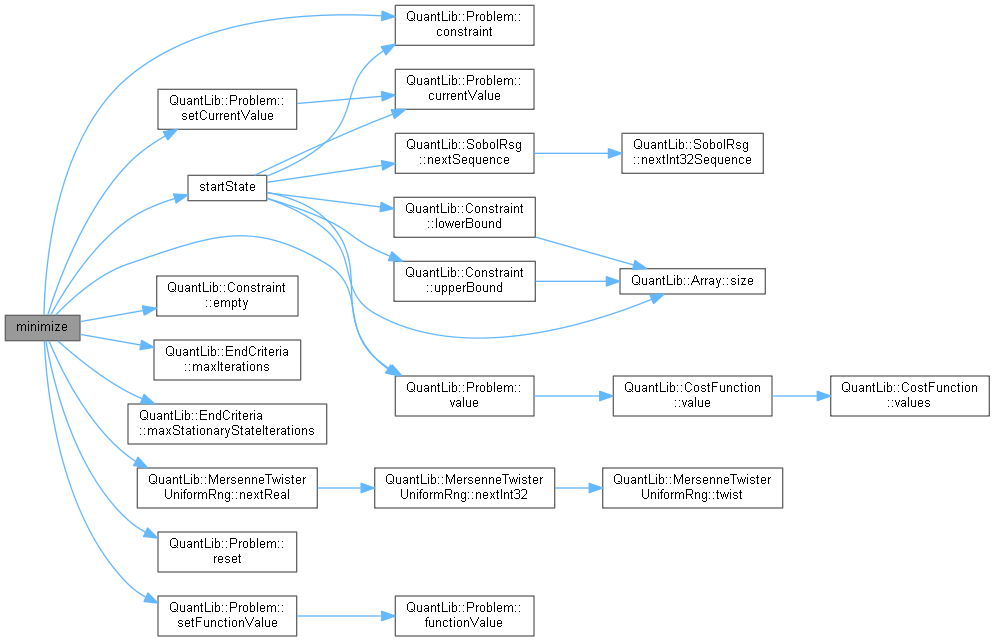 minimize
QuantLib::Problem::
constraint
QuantLib::Problem::
currentValue
QuantLib::Problem::
setCurrentValue
QuantLib::SobolRsg
::nextSequence
QuantLib::SobolRsg
::nextInt32Sequence
startState
QuantLib::Constraint
::lowerBound
QuantLib::Constraint
::upperBound
QuantLib::Array::size
QuantLib::Constraint
::empty
QuantLib::EndCriteria
::maxIterations
QuantLib::Problem::
value
QuantLib::CostFunction
::value
QuantLib::CostFunction
::values
QuantLib::EndCriteria
::maxStationaryStateIterations
QuantLib::MersenneTwister
UniformRng::nextReal
QuantLib::MersenneTwister
UniformRng::nextInt32
QuantLib::MersenneTwister
UniformRng::twist
QuantLib::Problem::
reset
QuantLib::Problem::
setFunctionValue
QuantLib::Problem::
functionValue